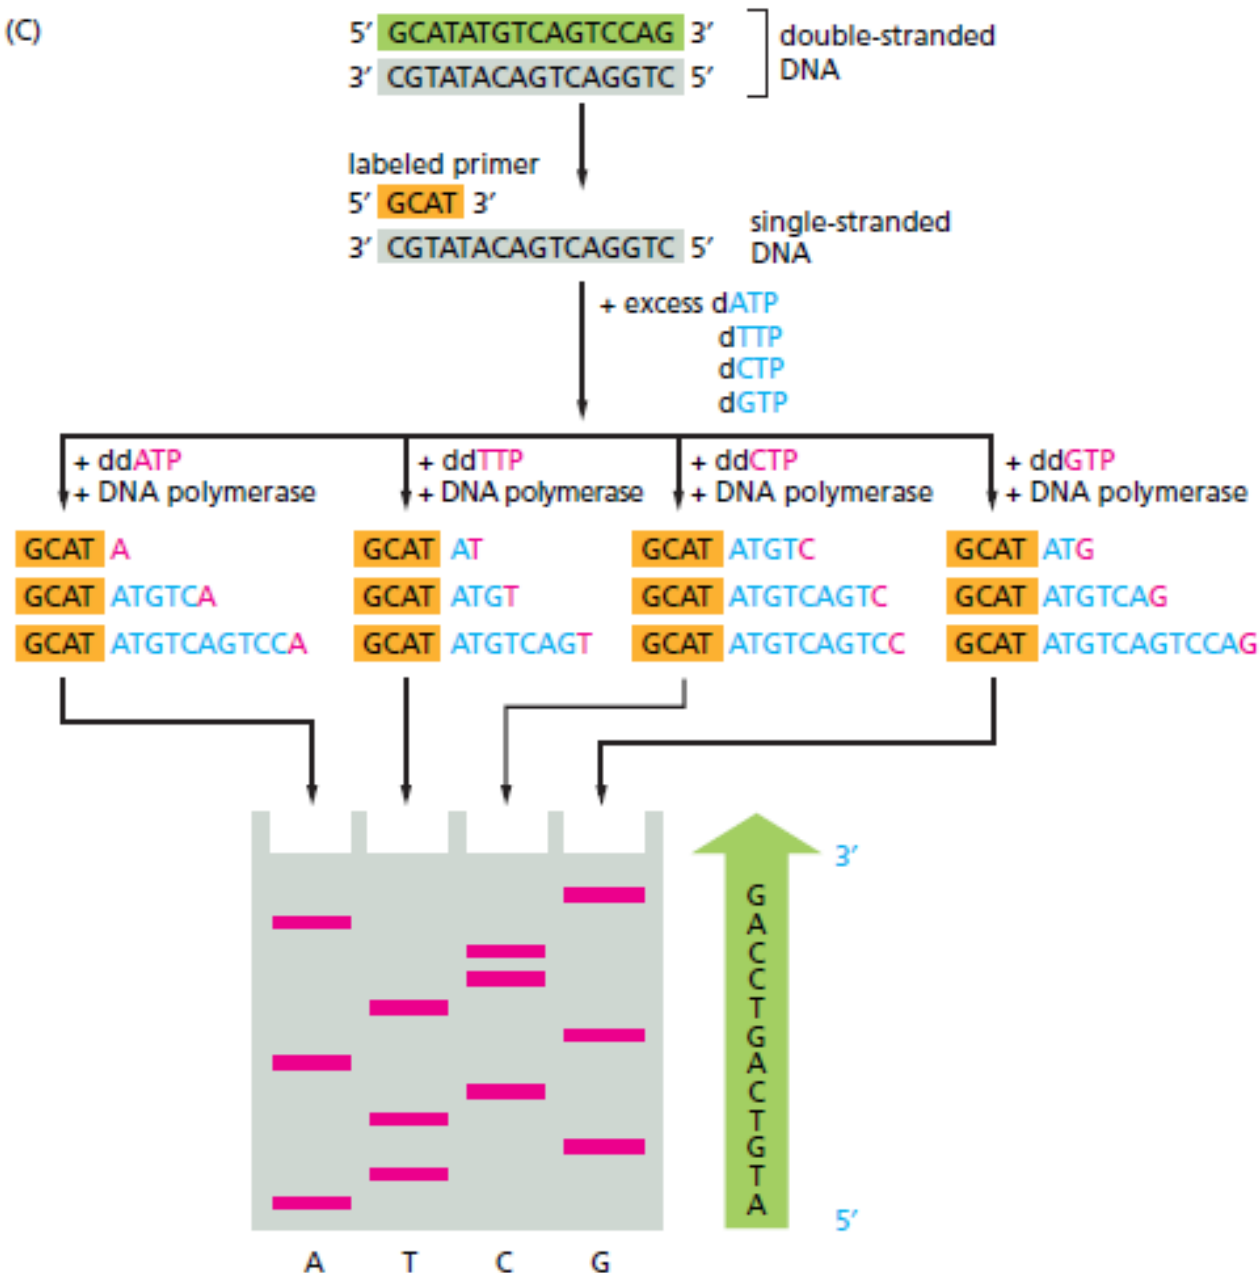 (C)
5′ GCATATGTCAGTCCAG 3′
3′ CGTATACAGTCAGGTC 5′
double-stranded
DNA
labeled primer
5′ GCAT 3′
3′ CGTATACAGTCAGGTC 5′
single-stranded
DNA
+ excess dATP
dTTP
dCTP
dGTP
+ ddATP
+ DNA polymerase
+ ddTTP
+ DNA polymerase
+ ddCTP
+ DNA polymerase
+ ddGTP
+ DNA polymerase
GCAT A
GCAT ATGTCA
GCAT ATGTCAGTCCA
GCAT AT
GCAT ATGT
GCAT ATGTCAGT
GCAT ATGTC
GCAT ATGTCAGTC
GCAT ATGTCAGTCC
GCAT ATG
GCAT ATGTCAG
GCAT ATGTCAGTCCAG
3′
G
A
C
C
T
G
A
C
T
G
T
A
5′
A T C G